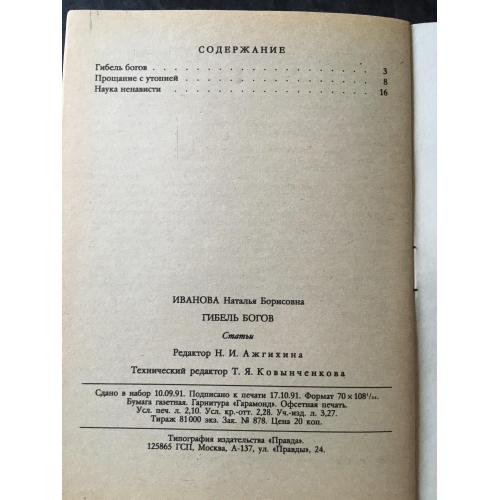 СОДЕРЖАНИЕ
Гибель богов . . . . . . . . . . . . . . . . 3
Прощание с утопией . . . . . . . . . . . . . . . . 8
Наука ненависти . . . . . . . . . . . . . . . . 16
ИВАНОВА Наталья Борисовна
ГИБЕЛЬ БОГОВ
Статьи
Редактор Н. И. Ажгихина
Технический редактор Т. Я. Ковынченкова
Сдано в набор 10.09.91. Подписано к печати 17.10.91. Формат 70 × 108¹/₃₂.
Бумага газетная. Гарнитура «Гарамонд». Офсетная печать.
Усл. печ. л. 2,10. Усл. кр.-отт. 2,28. Уч.-изд. л. 3,27.
Тираж 81 000 экз. Зак. № 878. Цена 20 коп.
Типография издательства «Правда».
125865 ГСП, Москва, А-137, ул. «Правды», 24.